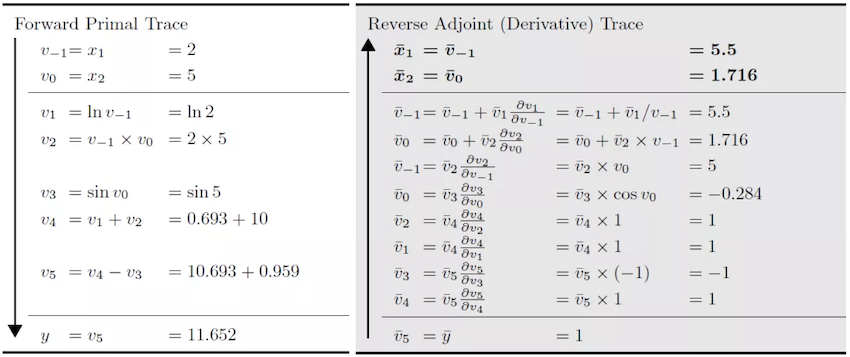 Forward Primal Trace
v₋₁= x₁ = 2
v₀ = x₂ = 5
v₁ = ln v₋₁ = ln 2
v₂ = v₋₁ × v₀ = 2 × 5
v₃ = sin v₀ = sin 5
v₄ = v₁ + v₂ = 0.693 + 10
v₅ = v₄ − v₃ = 10.693 + 0.959
y = v₅ = 11.652
Reverse Adjoint (Derivative) Trace
x̄₁ = v̄₋₁ = 5.5
x̄₂ = v̄₀ = 1.716
v̄₋₁= v̄₋₁ + v̄₁ ∂v₁/∂v₋₁ = v̄₋₁ + v̄₁/v₋₁ = 5.5
v̄₀ = v̄₀ + v̄₂ ∂v₂/∂v₀ = v̄₀ + v̄₂ × v₋₁ = 1.716
v̄₋₁= v̄₂ ∂v₂/∂v₋₁ = v̄₂ × v₀ = 5
v̄₀ = v̄₃ ∂v₃/∂v₀ = v̄₃ × cos v₀ = −0.284
v̄₂ = v̄₄ ∂v₄/∂v₂ = v̄₄ × 1 = 1
v̄₁ = v̄₄ ∂v₄/∂v₁ = v̄₄ × 1 = 1
v̄₃ = v̄₅ ∂v₅/∂v₃ = v̄₅ × (−1) = −1
v̄₄ = v̄₅ ∂v₅/∂v₄ = v̄₅ × 1 = 1
v̄₅ = ȳ = 1